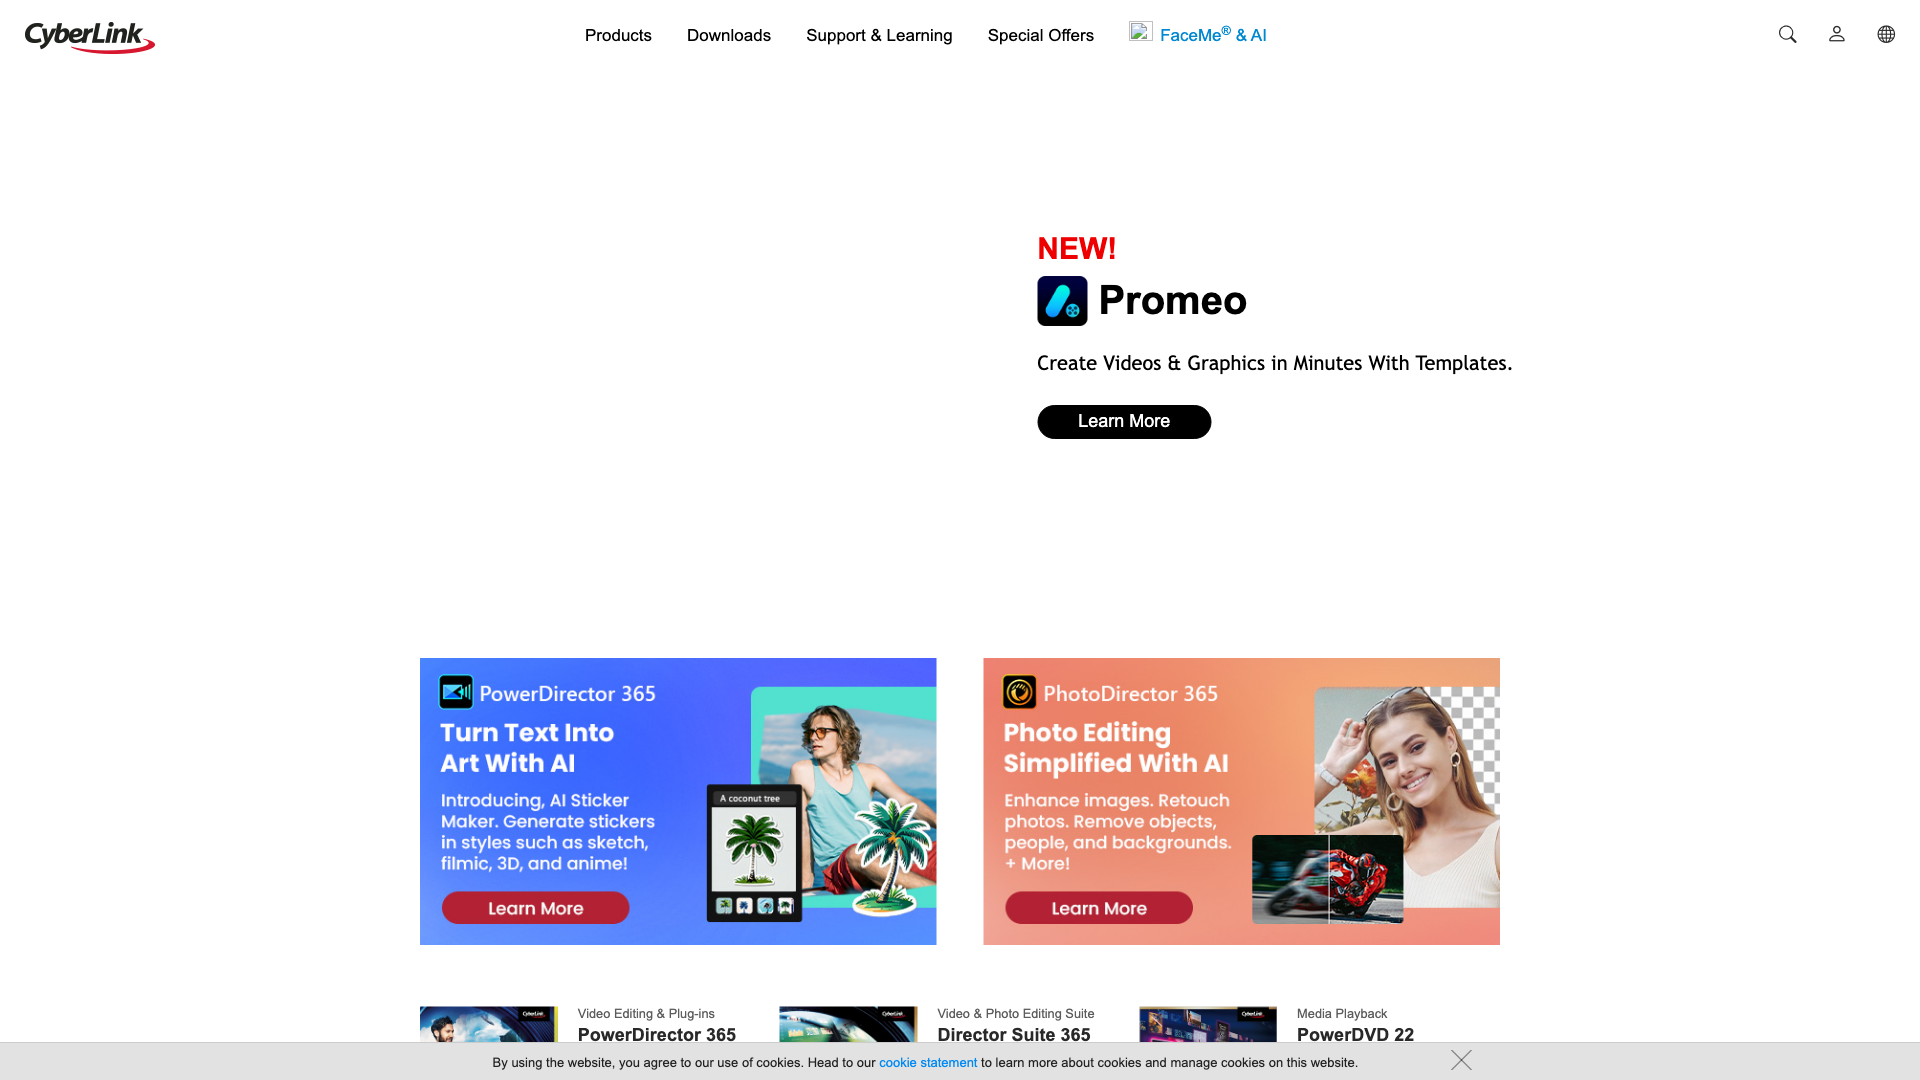 CyberLink
Products
Downloads
Support & Learning
Special Offers
FaceMe® & AI
NEW!
Promeo
Create Videos & Graphics in Minutes With Templates.
Learn More
PowerDirector 365
Turn Text Into
Art With AI
Introducing, AI Sticker
Maker. Generate stickers
in styles such as sketch,
filmic, 3D, and anime!
Learn More
A coconut tree
PhotoDirector 365
Photo Editing
Simplified With AI
Enhance images. Retouch
photos. Remove objects,
people, and backgrounds.
+ More!
Learn More
CyberLink
Video Editing & Plug-ins
PowerDirector 365
CyberLink
Video & Photo Editing Suite
Director Suite 365
CyberLink
Media Playback
PowerDVD 22
By using the website, you agree to our use of cookies. Head to our cookie statement to learn more about cookies and manage cookies on this website.